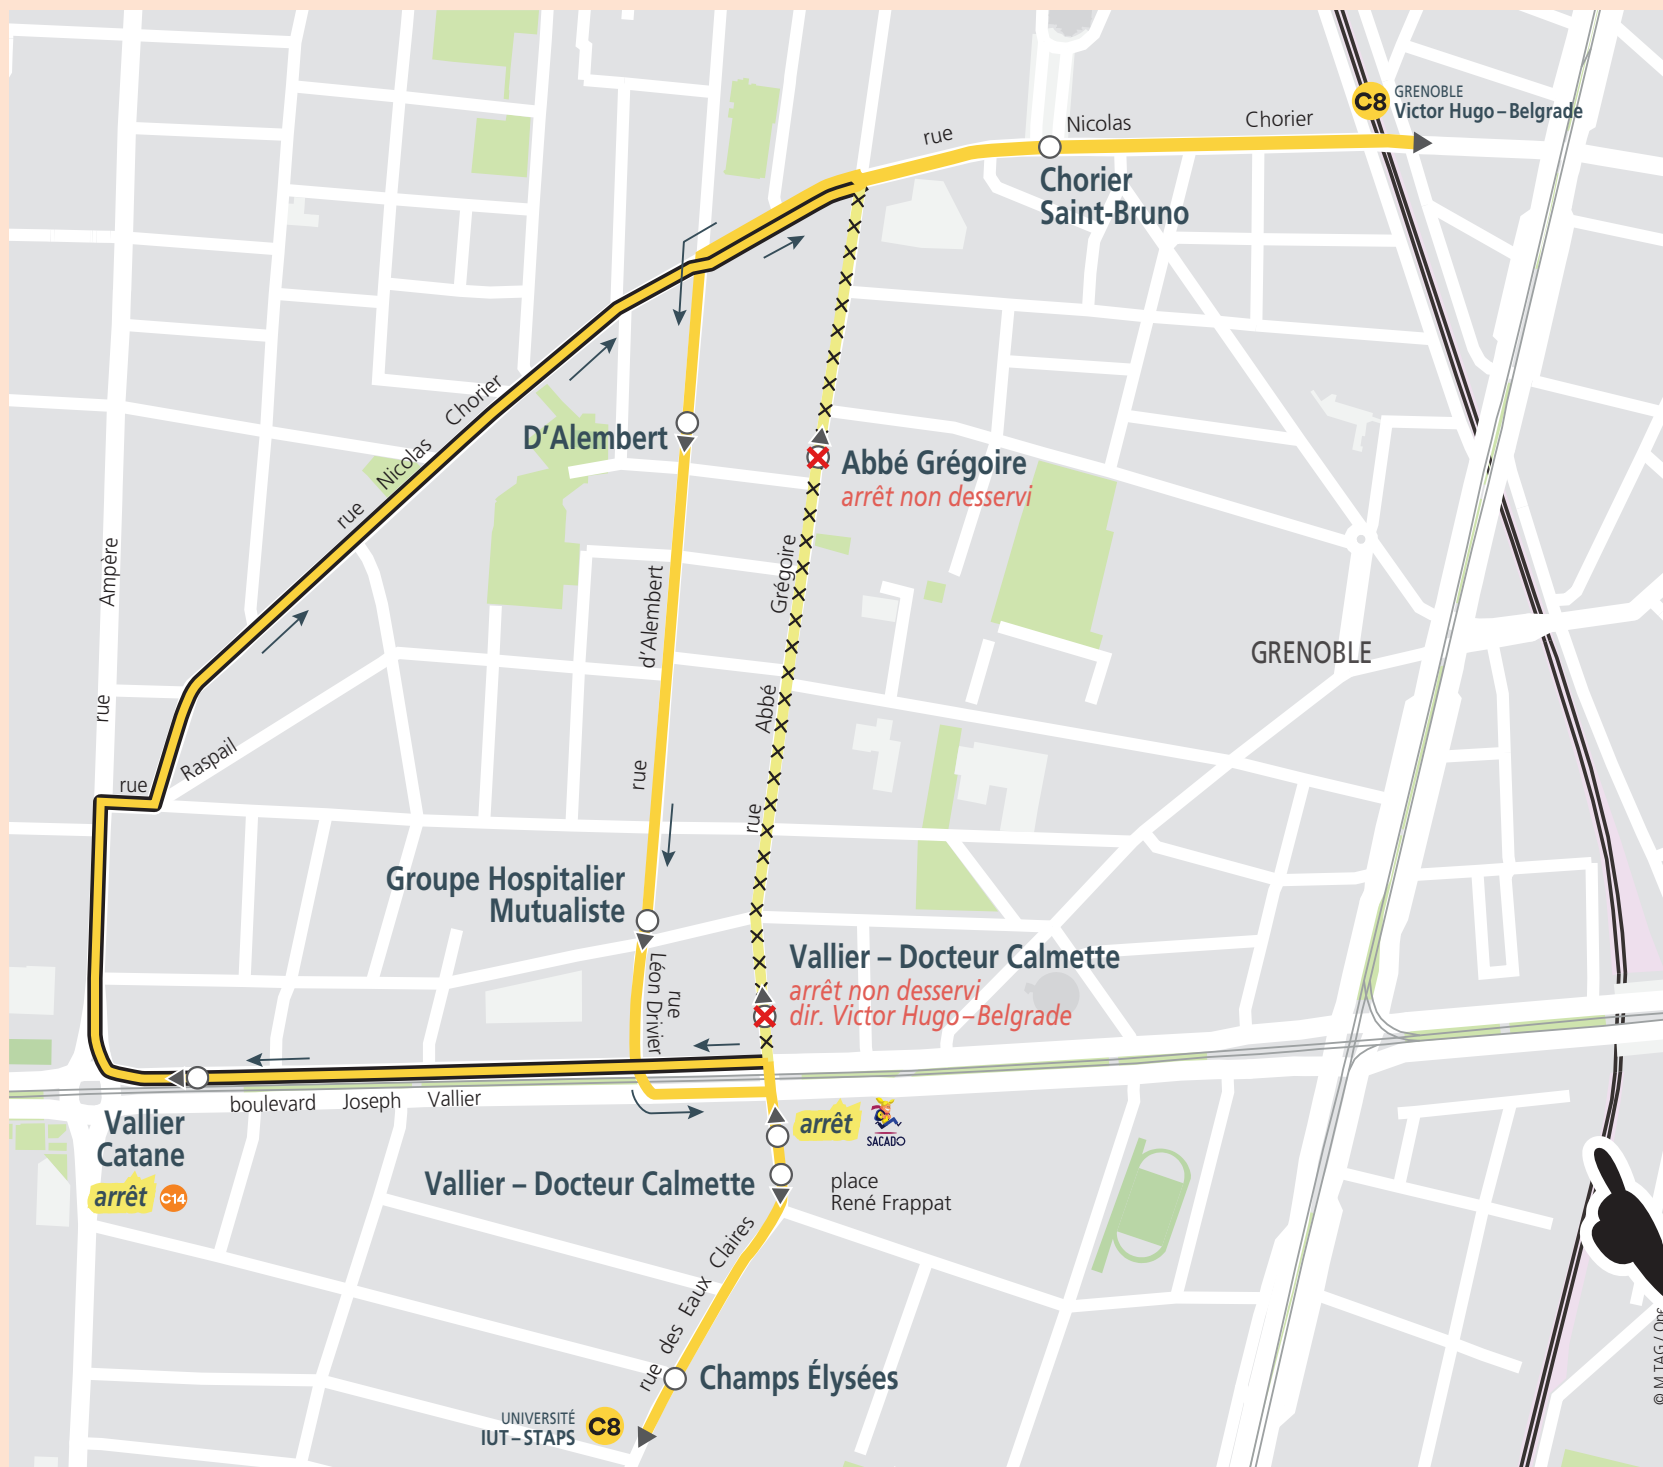 C8
GRENOBLE
Victor Hugo – Belgrade
rue
Nicolas
Chorier
Chorier
Saint-Bruno
rue
Nicolas
Chorier
D’Alembert
Abbé Grégoire
arrêt non desservi
rue
Abbé
Grégoire
rue
d’Alembert
rue
Ampère
GRENOBLE
rue
Raspail
Groupe Hospitalier
Mutualiste
rue
Léon Drivier
Vallier – Docteur Calmette
arrêt non desservi
dir. Victor Hugo – Belgrade
boulevard
Joseph
Vallier
Vallier
Catane
arrêt
C14
arrêt
SACADO
Vallier – Docteur Calmette
place
René Frappat
rue
des
Eaux
Claires
Champs Élysées
UNIVERSITÉ
IUT – STAPS
C8
© M TAG /